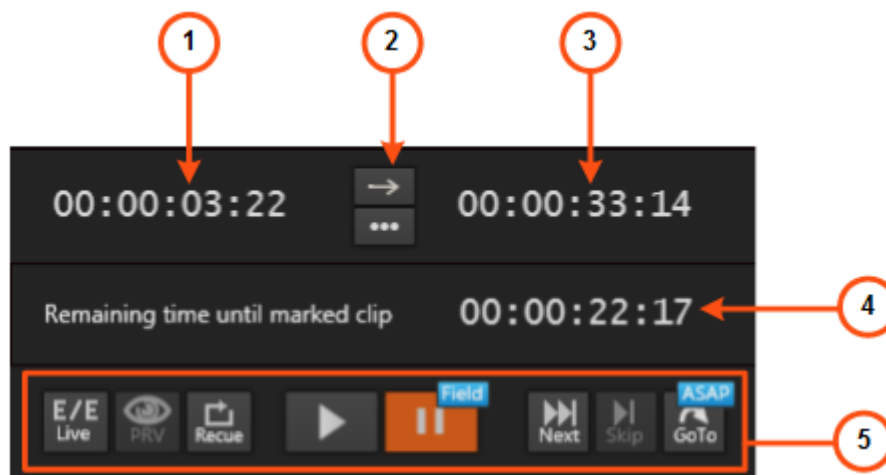 1 2 3
00:00:03:22 00:00:33:14
•••
Remaining time until marked clip 00:00:22:17 4
Field ASAP
E/E Live PRV Recue Next Skip GoTo 5